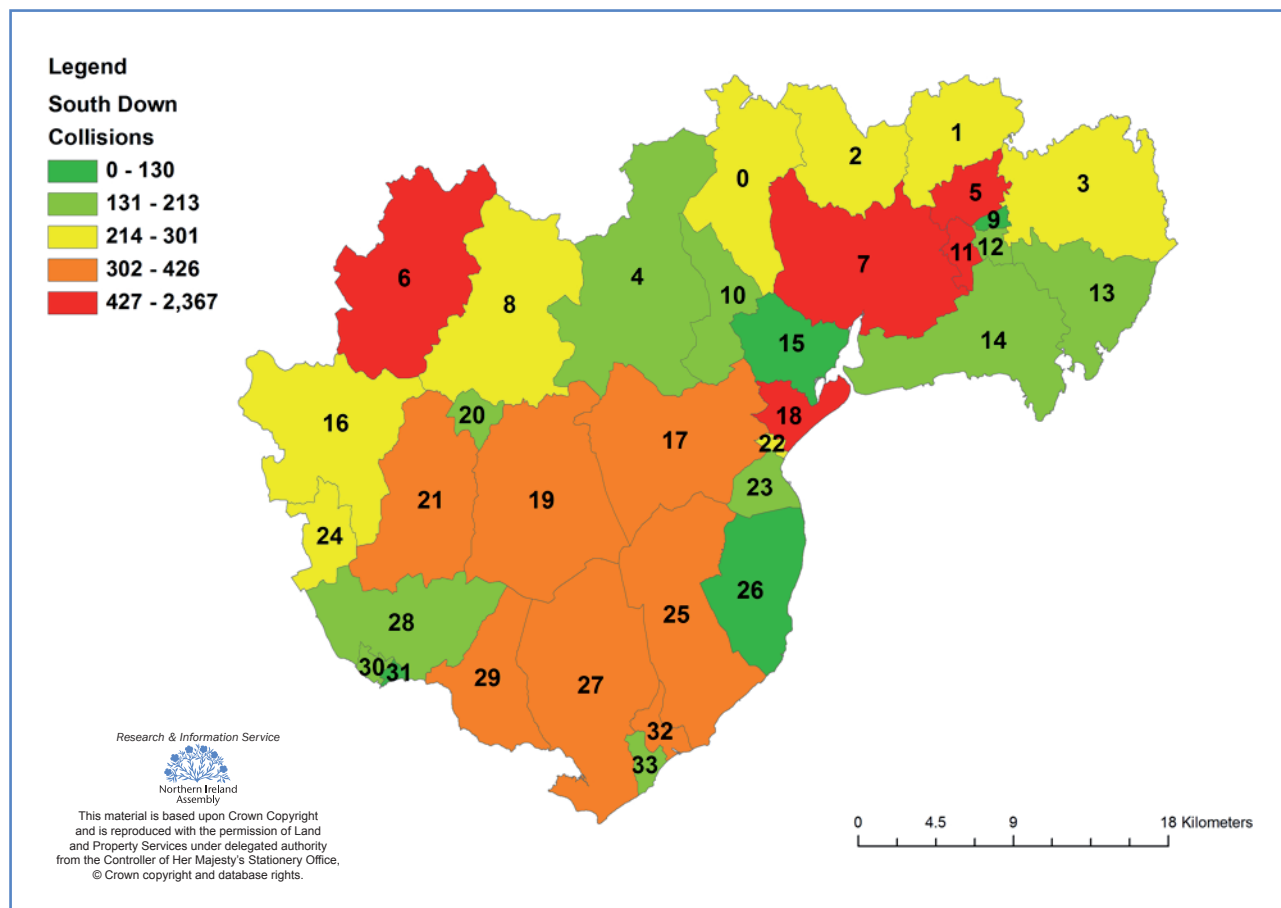 Legend
South Down
Collisions
0 - 130
131 - 213
214 - 301
302 - 426
427 - 2,367
0
2
1
3
5
9
6
4
7
11
12
8
10
13
15
14
16
20
18
17
22
21
19
23
24
26
28
25
30
31
29
27
32
33
Research & Information Service
Northern Ireland
Assembly
This material is based upon Crown Copyright
and is reproduced with the permission of Land
and Property Services under delegated authority
from the Controller of Her Majesty's Stationery Office,
© Crown copyright and database rights.
0 4.5 9 18 Kilometers